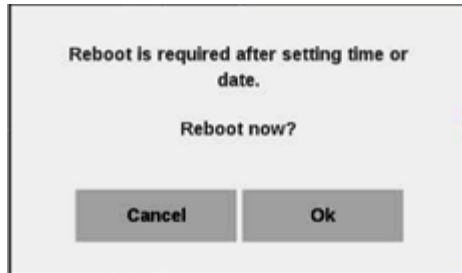 Reboot is required after setting time or
date.
Reboot now?
Cancel Ok